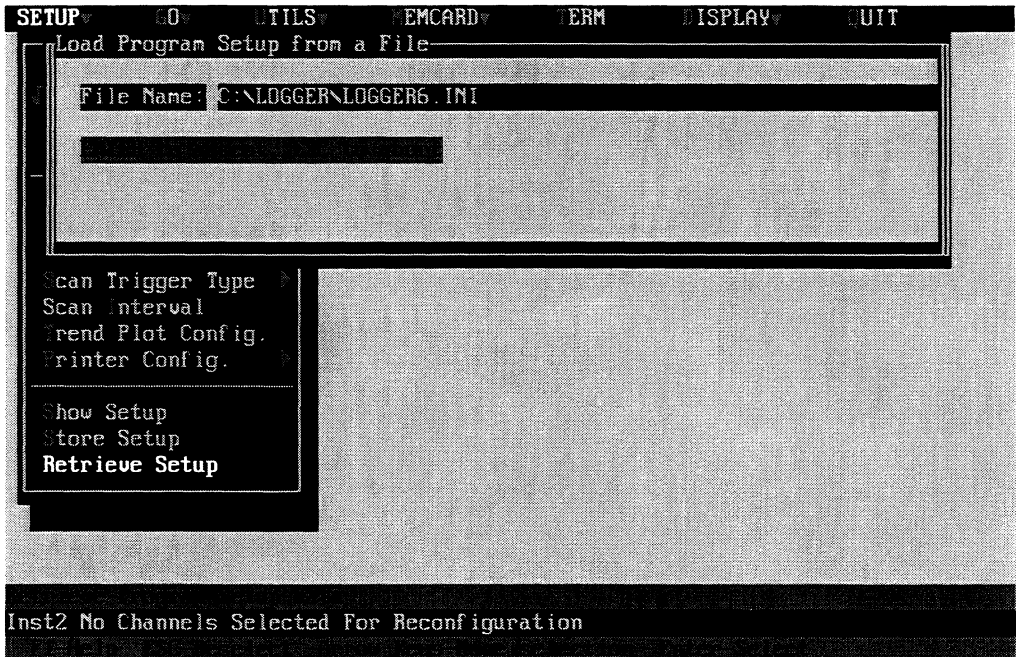 SETUP GO UTILS MEMCARD TERM DISPLAY QUIT
Load Program Setup from a File
File Name: C:\LOGGER\LOGGER6.INI
Scan Trigger Type
Scan Interval
Trend Plot Config.
Printer Config.
Show Setup
Store Setup
Retrieve Setup
Inst2 No Channels Selected For Reconfiguration